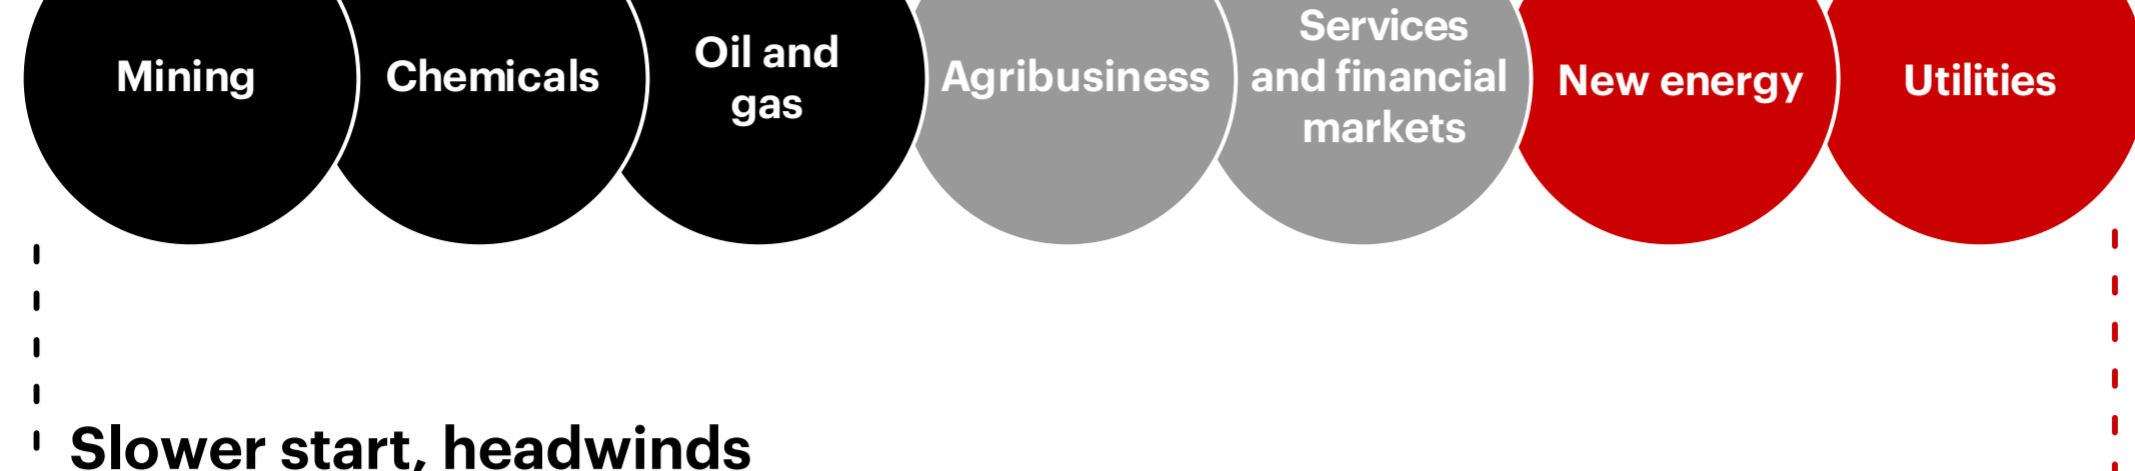 Mining
Chemicals
Oil and
gas
Agribusiness
Services
and financial
markets
New energy
Utilities
Slower start, headwinds